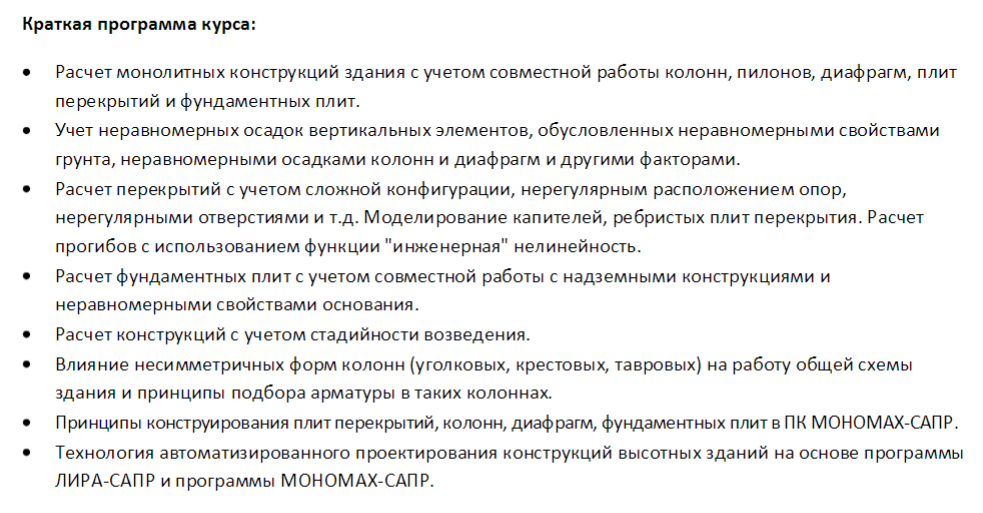 Краткая программа курса:
• Расчет монолитных конструкций здания с учетом совместной работы колонн, пилонов, диафрагм, плит
перекрытий и фундаментных плит.
• Учет неравномерных осадок вертикальных элементов, обусловленных неравномерными свойствами
грунта, неравномерными осадками колонн и диафрагм и другими факторами.
• Расчет перекрытий с учетом сложной конфигурации, нерегулярным расположением опор,
нерегулярными отверстиями и т.д. Моделирование капителей, ребристых плит перекрытия. Расчет
прогибов с использованием функции "инженерная" нелинейность.
• Расчет фундаментных плит с учетом совместной работы с надземными конструкциями и
неравномерными свойствами основания.
• Расчет конструкций с учетом стадийности возведения.
• Влияние несимметричных форм колонн (уголковых, крестовых, тавровых) на работу общей схемы
здания и принципы подбора арматуры в таких колоннах.
• Принципы конструирования плит перекрытий, колонн, диафрагм, фундаментных плит в ПК МОНОМАХ-САПР.
• Технология автоматизированного проектирования конструкций высотных зданий на основе программы
ЛИРА-САПР и программы МОНОМАХ-САПР.